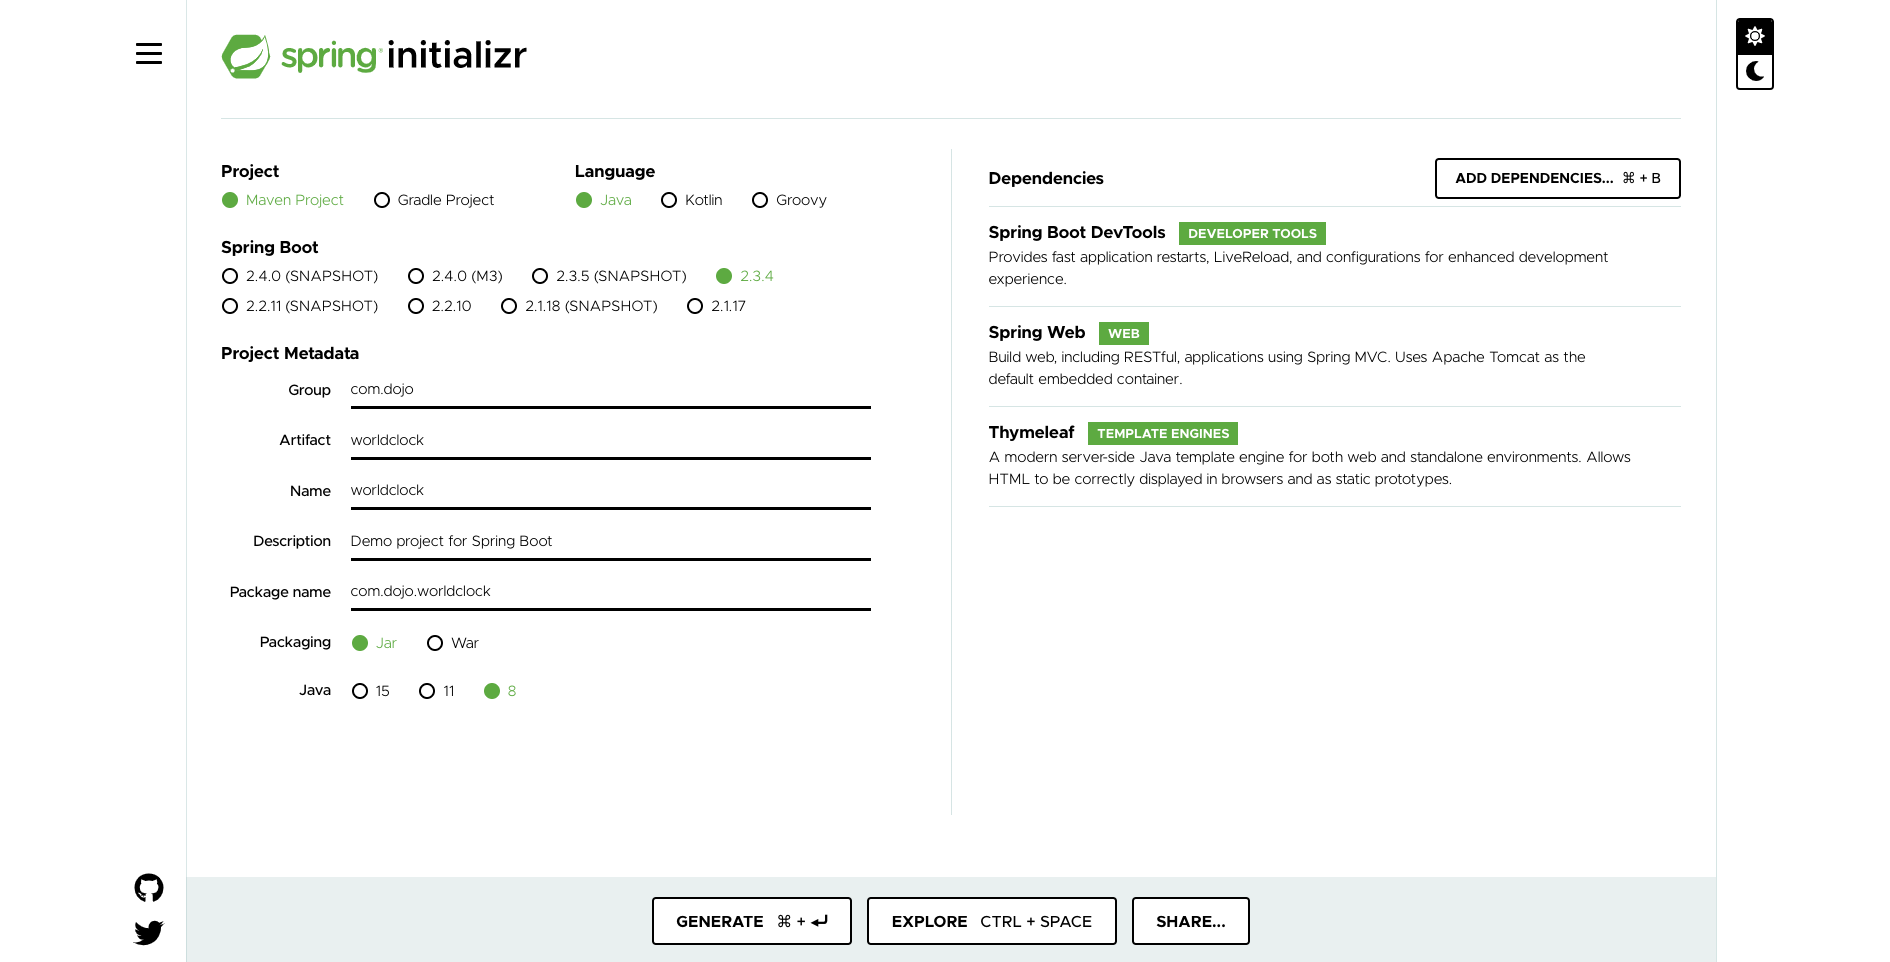 spring initializr
Project
Maven Project Gradle Project
Language
Java Kotlin Groovy
Spring Boot
2.4.0 (SNAPSHOT) 2.4.0 (M3) 2.3.5 (SNAPSHOT) 2.3.4
2.2.11 (SNAPSHOT) 2.2.10 2.1.18 (SNAPSHOT) 2.1.17
Project Metadata
Group com.dojo
Artifact worldclock
Name worldclock
Description Demo project for Spring Boot
Package name com.dojo.worldclock
Packaging Jar War
Java 15 11 8
Dependencies ADD DEPENDENCIES... ⌘ + B
Spring Boot DevTools DEVELOPER TOOLS
Provides fast application restarts, LiveReload, and configurations for enhanced development
experience.
Spring Web WEB
Build web, including RESTful, applications using Spring MVC. Uses Apache Tomcat as the
default embedded container.
Thymeleaf TEMPLATE ENGINES
A modern server-side Java template engine for both web and standalone environments. Allows
HTML to be correctly displayed in browsers and as static prototypes.
GENERATE ⌘ + ↵ EXPLORE CTRL + SPACE SHARE...